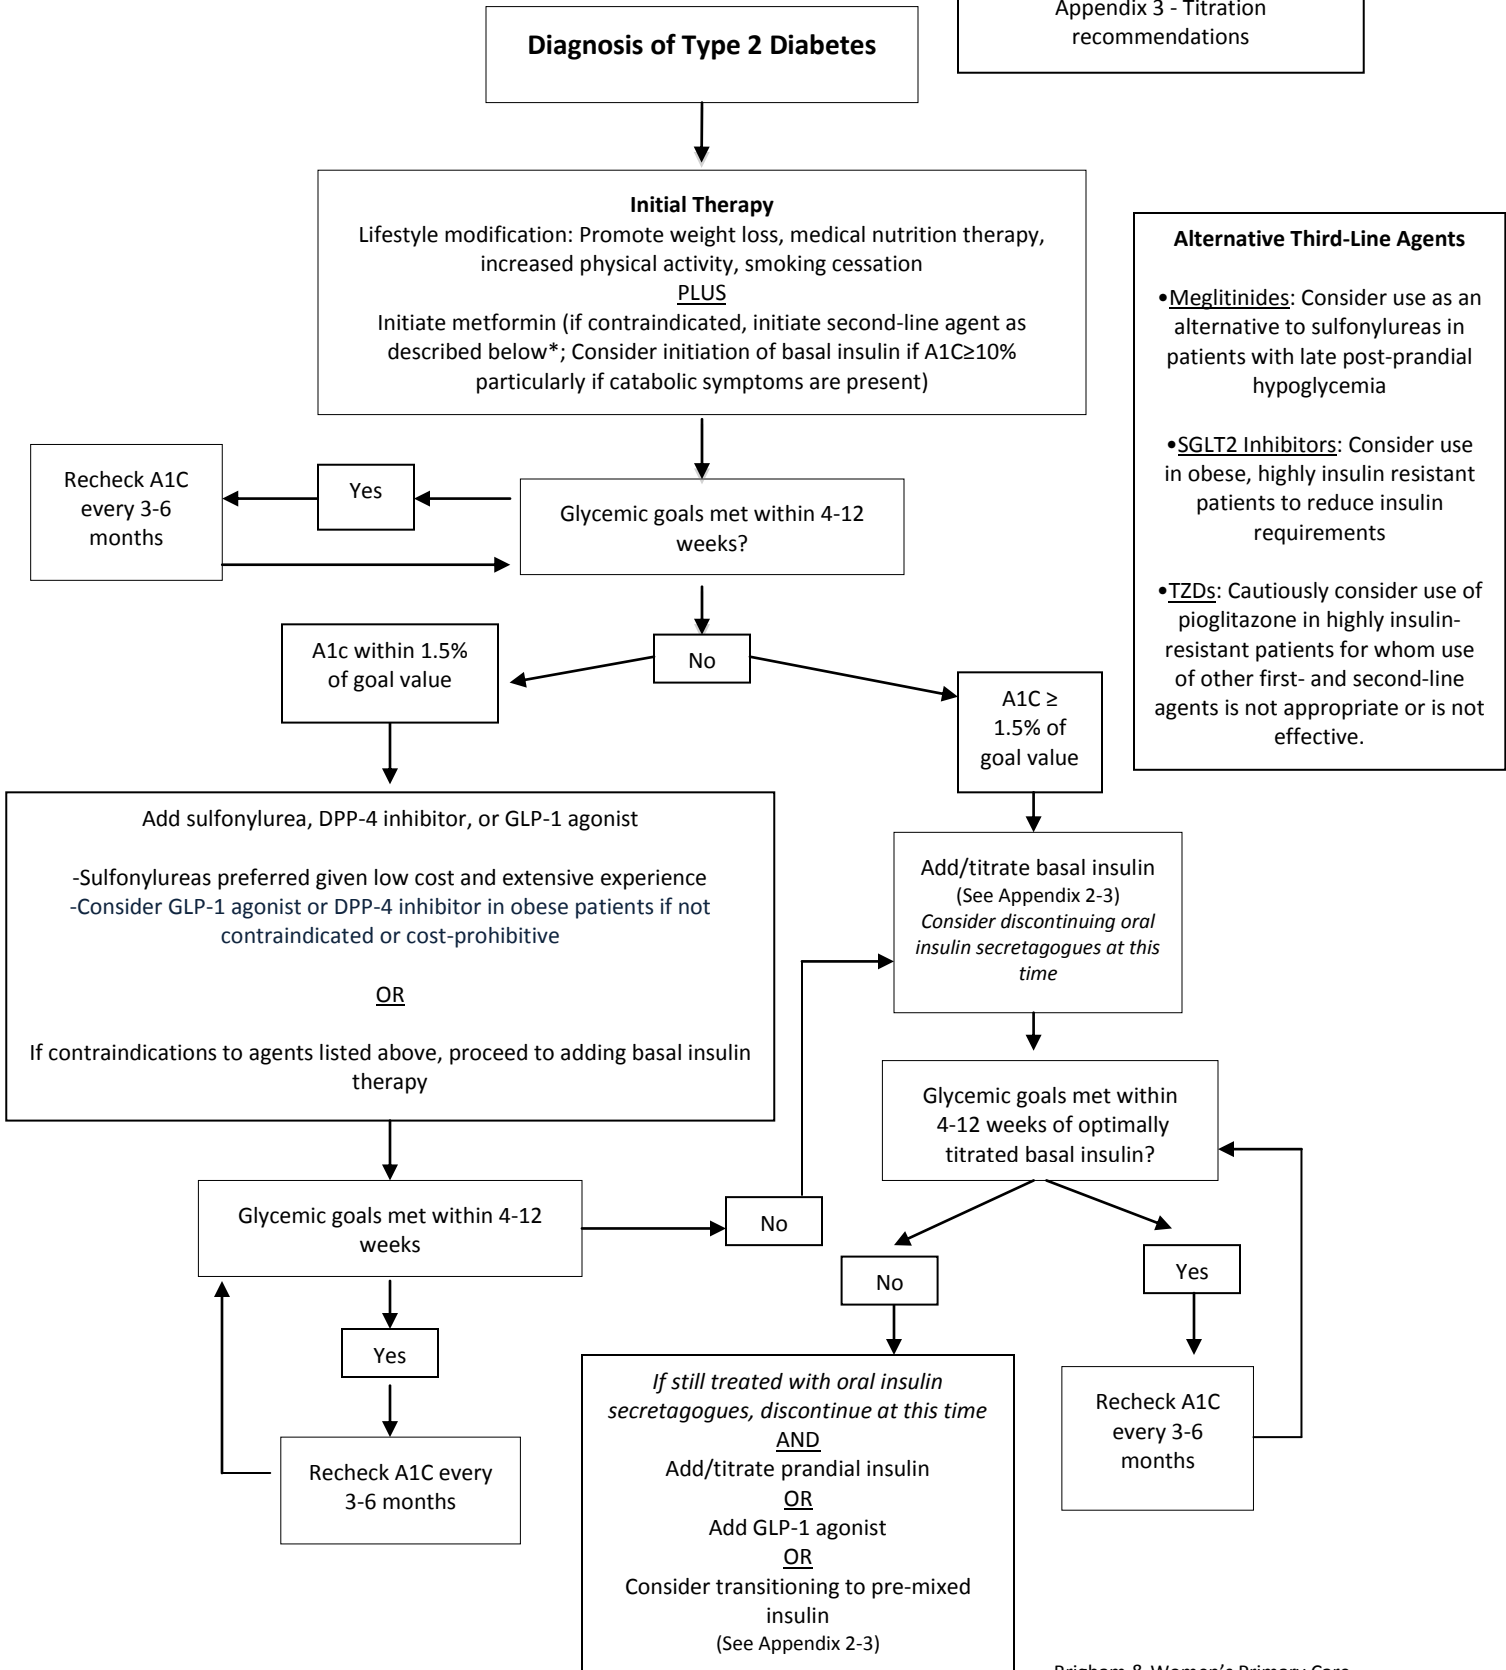 Appendix 3 - Titration
recommendations
Diagnosis of Type 2 Diabetes
Initial Therapy
Lifestyle modification: Promote weight loss, medical nutrition therapy,
increased physical activity, smoking cessation
PLUS
Initiate metformin (if contraindicated, initiate second-line agent as
described below*; Consider initiation of basal insulin if A1C≥10%
particularly if catabolic symptoms are present)
Alternative Third-Line Agents
•Meglitinides: Consider use as an
alternative to sulfonylureas in
patients with late post-prandial
hypoglycemia
•SGLT2 Inhibitors: Consider use
in obese, highly insulin resistant
patients to reduce insulin
requirements
•TZDs: Cautiously consider use of
pioglitazone in highly insulin-
resistant patients for whom use
of other first- and second-line
agents is not appropriate or is not
effective.
Recheck A1C
every 3-6
months
Yes
Glycemic goals met within 4-12
weeks?
A1c within 1.5%
of goal value
No
A1C ≥
1.5% of
goal value
Add sulfonylurea, DPP-4 inhibitor, or GLP-1 agonist
-Sulfonylureas preferred given low cost and extensive experience
-Consider GLP-1 agonist or DPP-4 inhibitor in obese patients if not
contraindicated or cost-prohibitive
OR
If contraindications to agents listed above, proceed to adding basal insulin
therapy
Add/titrate basal insulin
(See Appendix 2-3)
Consider discontinuing oral
insulin secretagogues at this
time
Glycemic goals met within
4-12 weeks of optimally
titrated basal insulin?
Glycemic goals met within 4-12
weeks
No
No
Yes
Yes
Recheck A1C every
3-6 months
If still treated with oral insulin
secretagogues, discontinue at this time
AND
Add/titrate prandial insulin
OR
Add GLP-1 agonist
OR
Consider transitioning to pre-mixed
insulin
(See Appendix 2-3)
Recheck A1C
every 3-6
months
Brigham & Women's Primary Care